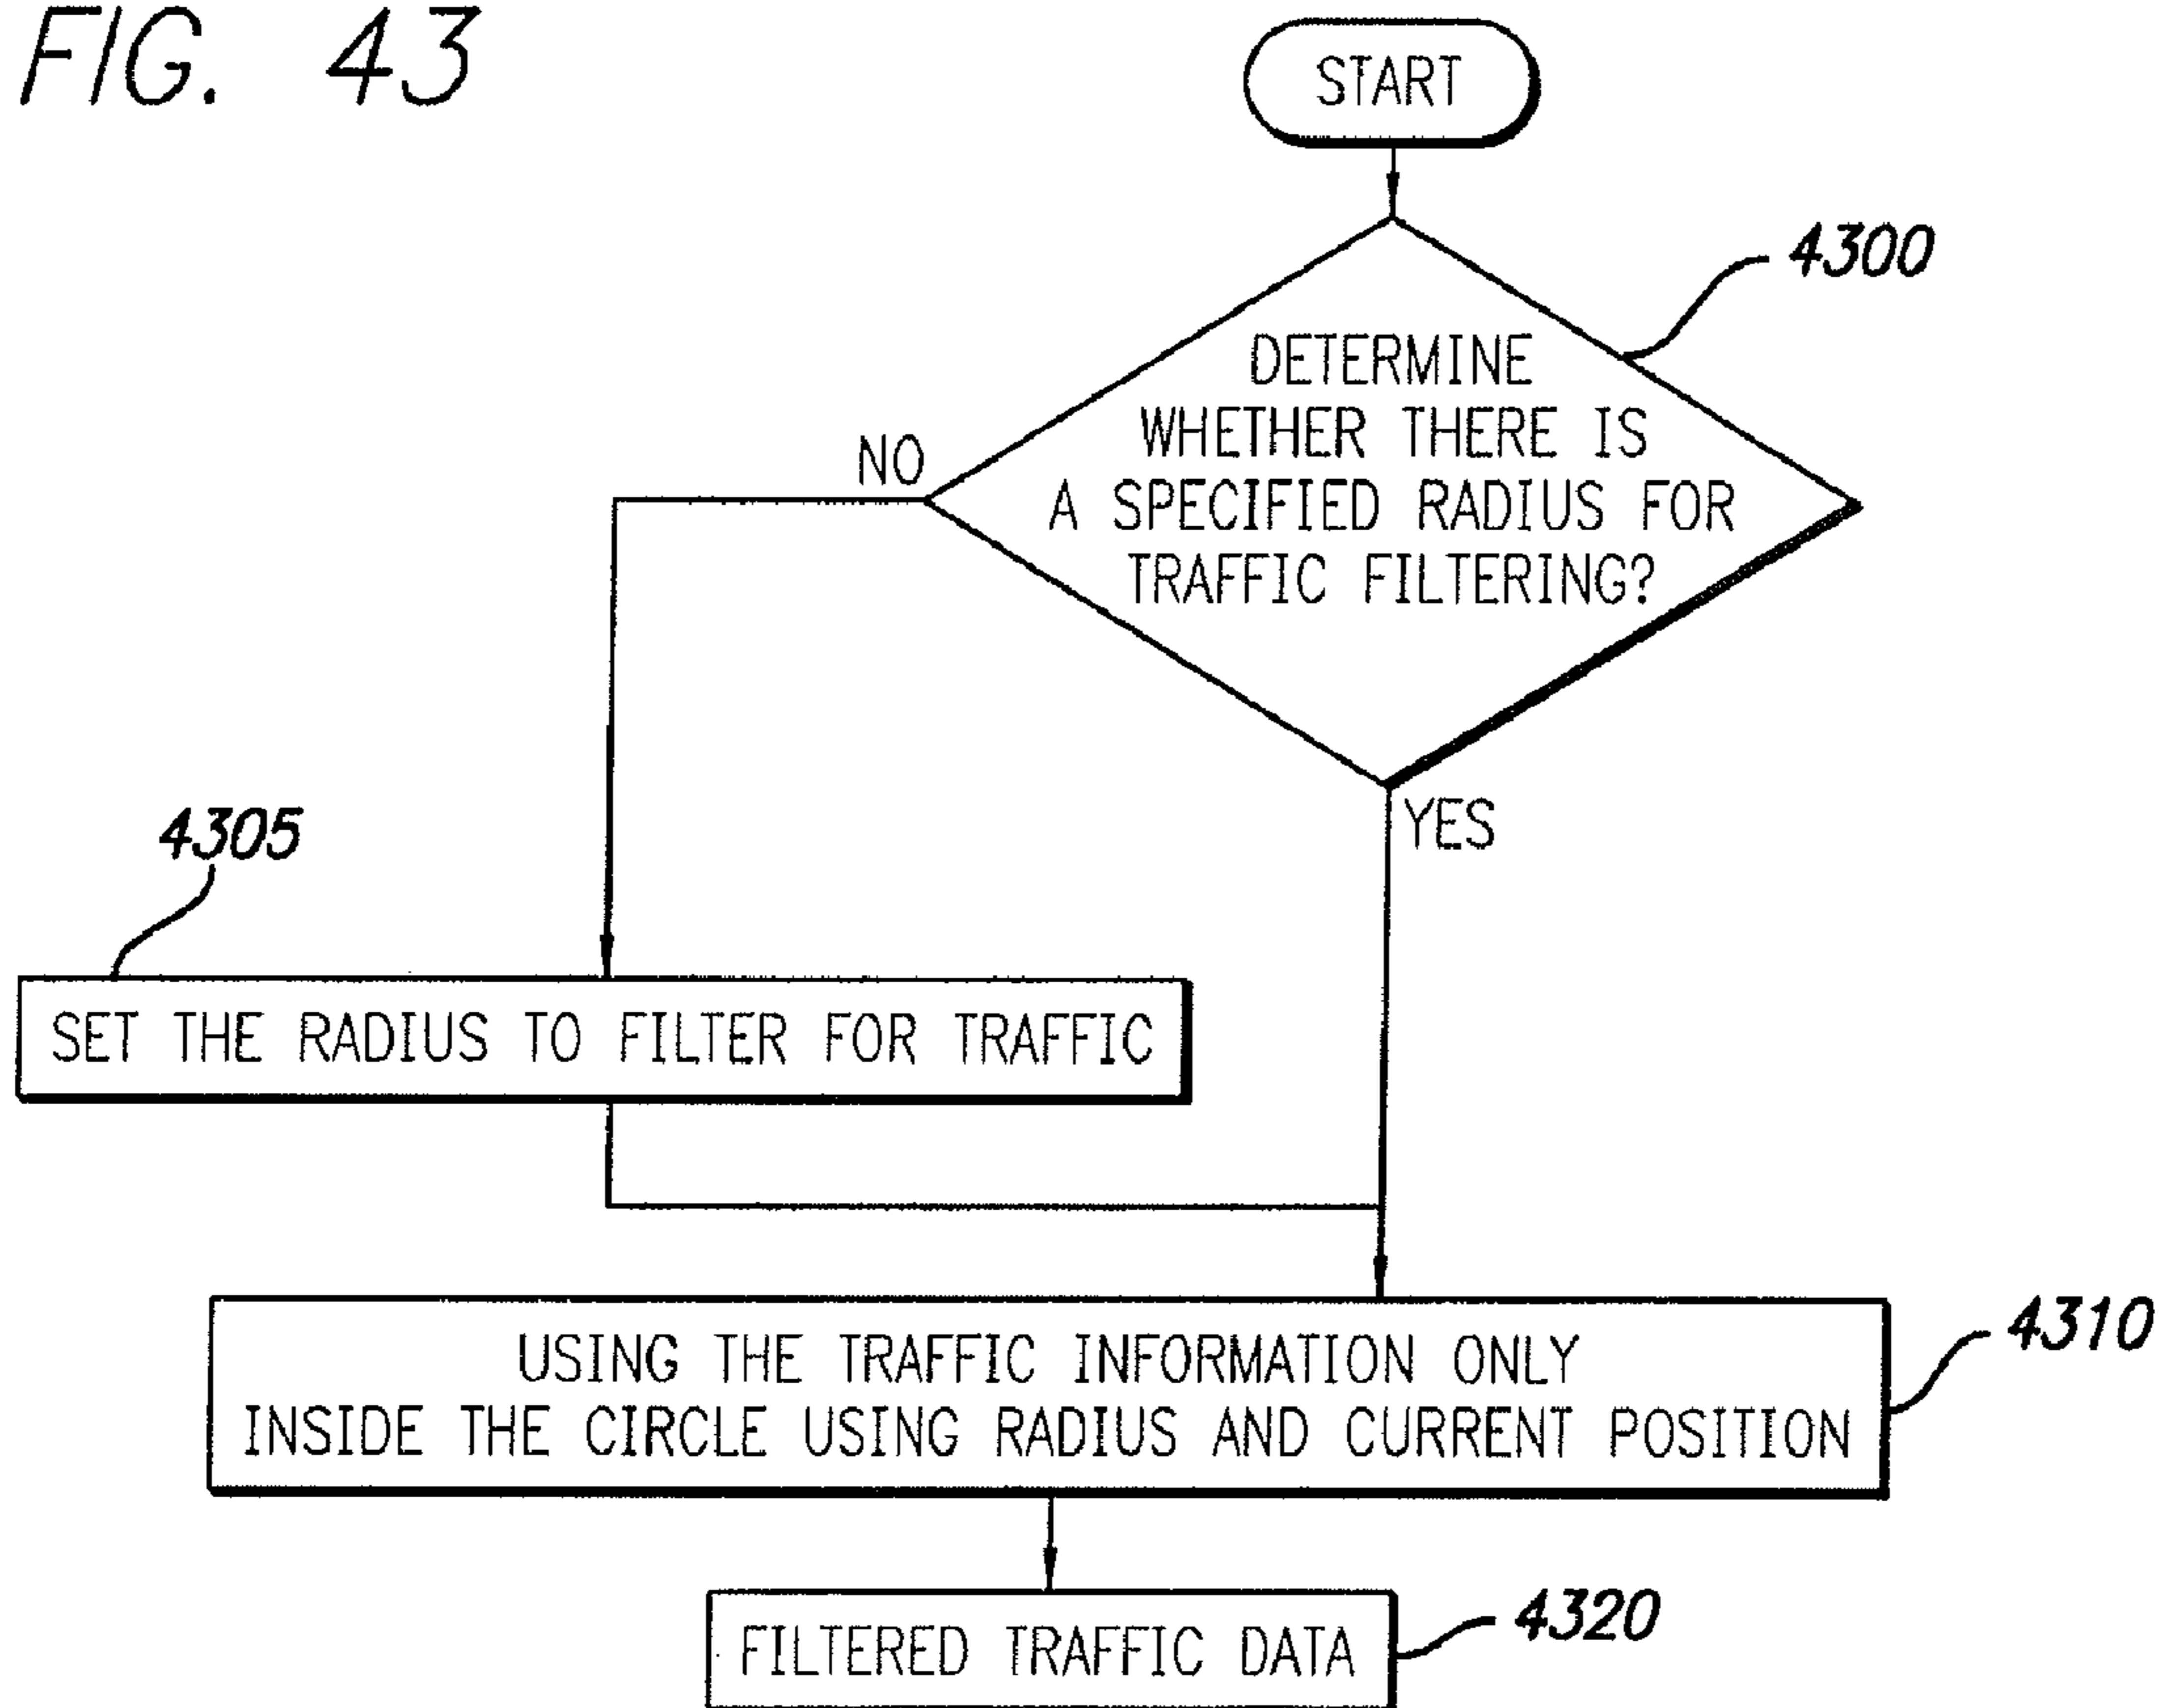 FIG. 43
START
4300
DETERMINE
WHETHER THERE IS
A SPECIFIED RADIUS FOR
TRAFFIC FILTERING?
NO
YES
4305
SET THE RADIUS TO FILTER FOR TRAFFIC
USING THE TRAFFIC INFORMATION ONLY
INSIDE THE CIRCLE USING RADIUS AND CURRENT POSITION
4310
FILTERED TRAFFIC DATA
4320